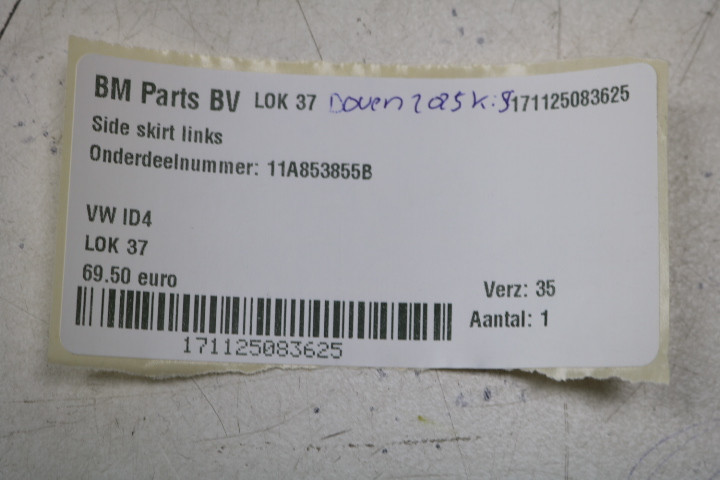 BM Parts BV LOK 37 171125083625
Side skirt links
Onderdeelnummer: 11A853855B
VW ID4
LOK 37
69.50 euro
Verz: 35
Aantal: 1
171125083625